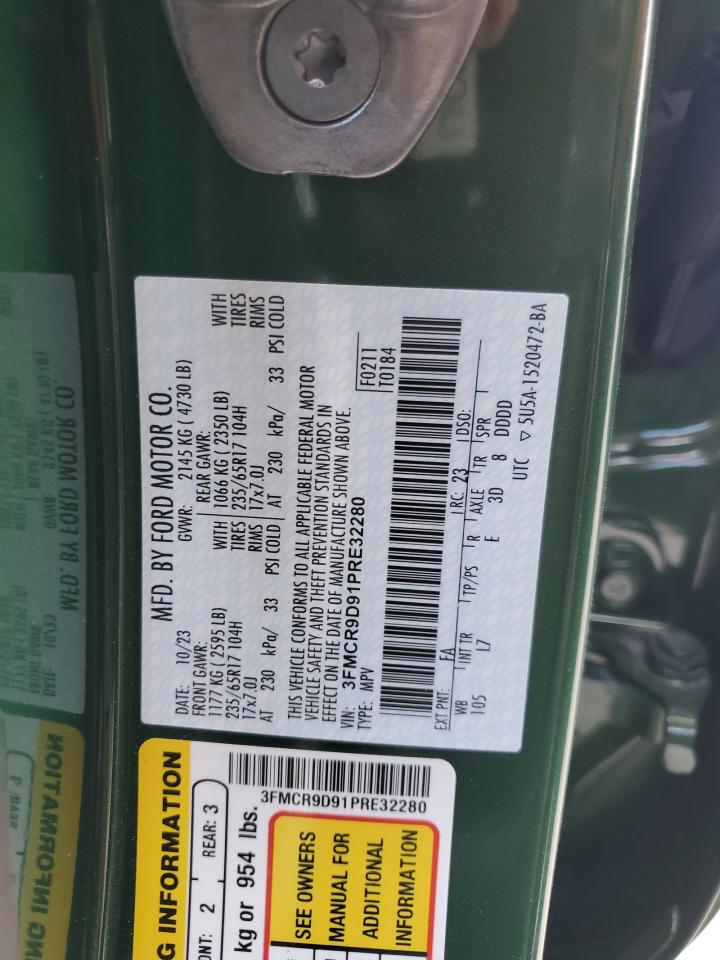 MFD. BY FORD MOTOR CO.
DATE: 10/23 GVWR: 2145 KG ( 4730 LB)
FRONT GAWR: REAR GAWR:
1177 KG ( 2595 LB) WITH 1066 KG ( 2350 LB) WITH
235/65R17 104H TIRES 235/65R17 104H TIRES
17x7.0J RIMS 17x7.0J RIMS
AT 230 kPa/ 33 PSI COLD AT 230 kPa/ 33 PSI COLD
THIS VEHICLE CONFORMS TO ALL APPLICABLE FEDERAL MOTOR
VEHICLE SAFETY AND THEFT PREVENTION STANDARDS IN
EFFECT ON THE DATE OF MANUFACTURE SHOWN ABOVE.
VIN: 3FMCR9D91PRE32280
TYPE: MPV
F0211
T0184
EXT PNT: EA RC: 23 DSO:
WB INT TR TP/PS R AXLE TR SPR
105 L7 E 3D 8 DDDD
UTC ▽ 5U5A-1520472-BA
G INFORMATION
ONT: 2 REAR: 3
kg or 954 lbs.
3FMCR9D91PRE32280
SEE OWNERS
MANUAL FOR
ADDITIONAL
INFORMATION